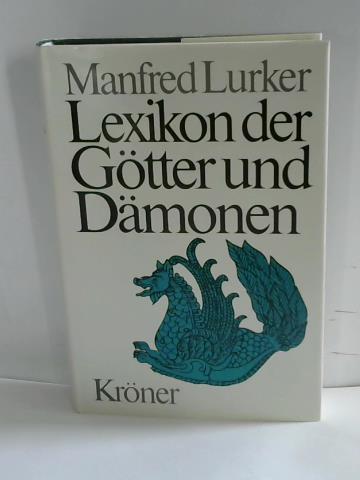 Manfred Lurker
Lexikon der
Götter und
Dämonen
Kröner